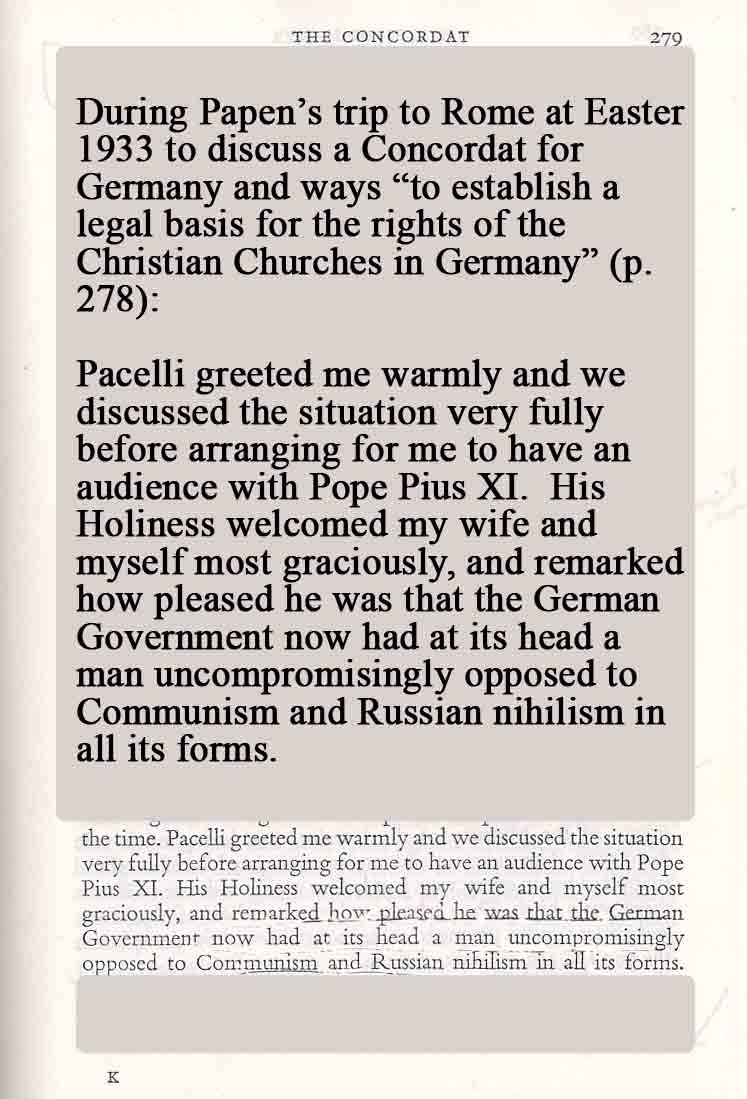 THE CONCORDAT 279
During Papen’s trip to Rome at Easter
1933 to discuss a Concordat for
Germany and ways “to establish a
legal basis for the rights of the
Christian Churches in Germany” (p.
278):
Pacelli greeted me warmly and we
discussed the situation very fully
before arranging for me to have an
audience with Pope Pius XI.  His
Holiness welcomed my wife and
myself most graciously, and remarked
how pleased he was that the German
Government now had at its head a
man uncompromisingly opposed to
Communism and Russian nihilism in
all its forms.
the time. Pacelli greeted me warmly and we discussed the situation
very fully before arranging for me to have an audience with Pope
Pius XI. His Holiness welcomed my wife and myself most
graciously, and remarked how pleased he was that the German
Government now had at its head a man uncompromisingly
opposed to Communism and Russian nihilism in all its forms.
K